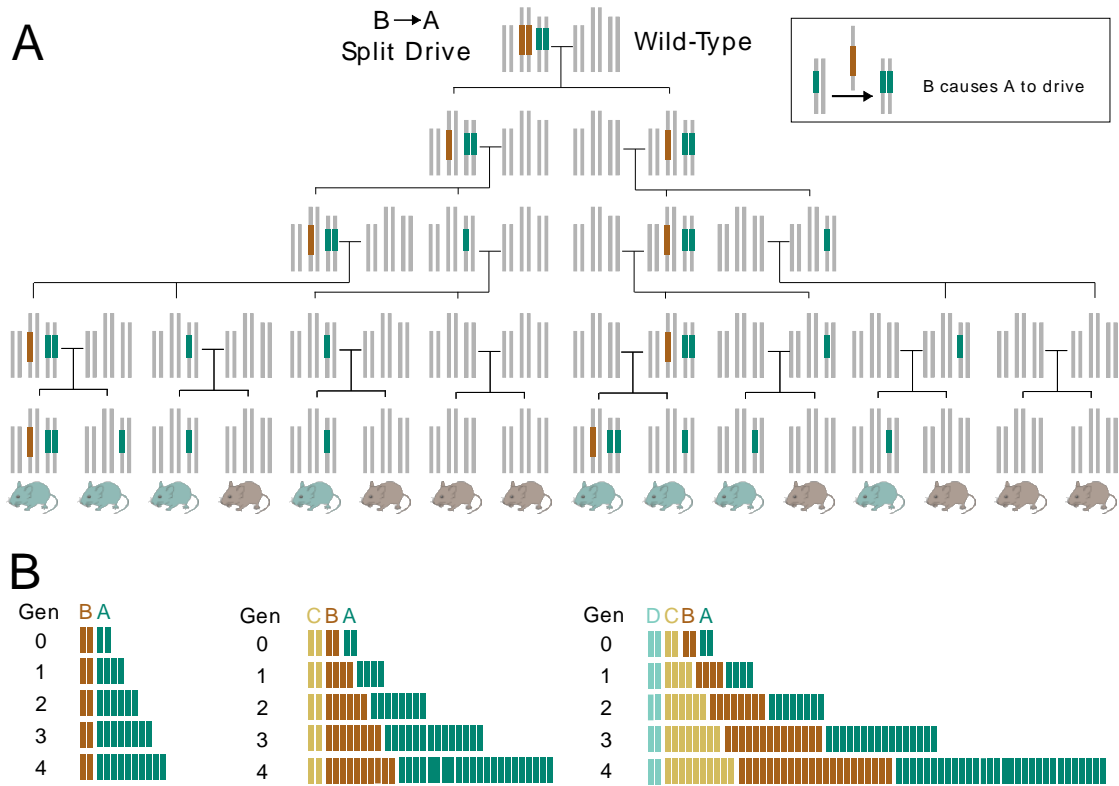 A
B → A
Split Drive
Wild-Type
B causes A to drive
B
Gen B A
0
1
2
3
4
Gen C B A
0
1
2
3
4
Gen D C B A
0
1
2
3
4